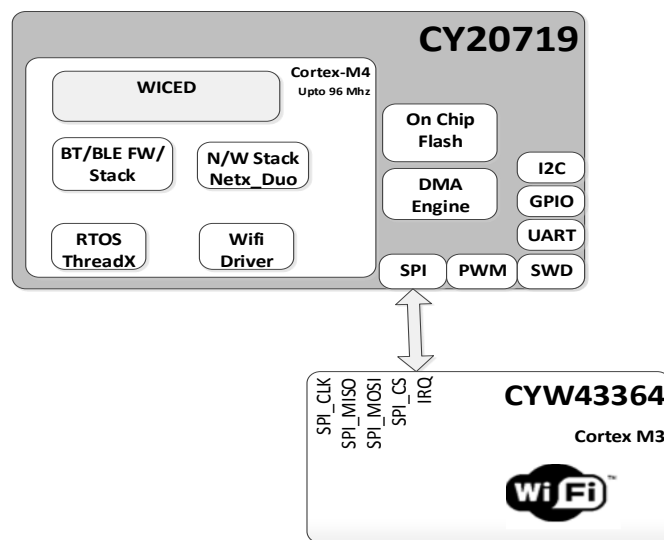 CY20719
Cortex-M4
Upto 96 Mhz
WICED
BT/BLE FW/
Stack
N/W Stack
Netx_Duo
RTOS
ThreadX
Wifi
Driver
On Chip
Flash
DMA
Engine
I2C
GPIO
UART
SPI
PWM
SWD
SPI_CLK
SPI_MISO
SPI_MOSI
SPI_CS
IRQ
CYW43364
Cortex M3
Wi Fi